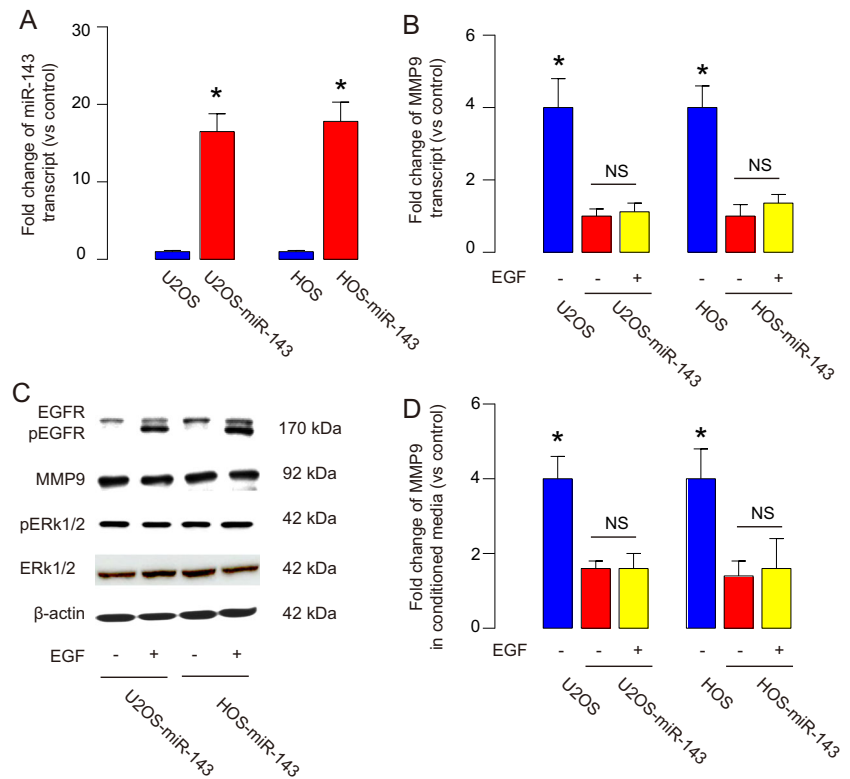 A
Fold change of miR-143
transcript (vs control)
30
20
10
0
*
*
U2OS
U2OS-miR-143
HOS
HOS-miR-143
B
Fold change of MMP9
transcript (vs control)
6
4
2
0
*
NS
*
NS
EGF - - + - - +
U2OS
U2OS-miR-143
HOS
HOS-miR-143
C
EGFR
pEGFR 170 kDa
MMP9 92 kDa
pERk1/2 42 kDa
ERk1/2 42 kDa
β-actin 42 kDa
EGF - + - +
U2OS-miR-143
HOS-miR-143
D
Fold change of MMP9
in conditioned media (vs control)
6
4
2
0
*
NS
*
NS
EGF - - + - - +
U2OS
U2OS-miR-143
HOS
HOS-miR-143